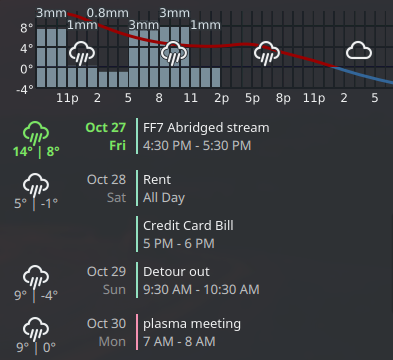 3mm 0.8mm 3mm
1mm 3mm 1mm
8°
4°
0°
-4°
11p 2 5 8 11 2p 5p 8p 11p 2 5
Oct 27 FF7 Abridged stream
14° | 8° Fri 4:30 PM - 5:30 PM
Oct 28 Rent
5° | -1° Sat All Day
Credit Card Bill
5 PM - 6 PM
Oct 29 Detour out
9° | -4° Sun 9:30 AM - 10:30 AM
Oct 30 plasma meeting
9° | 0° Mon 7 AM - 8 AM